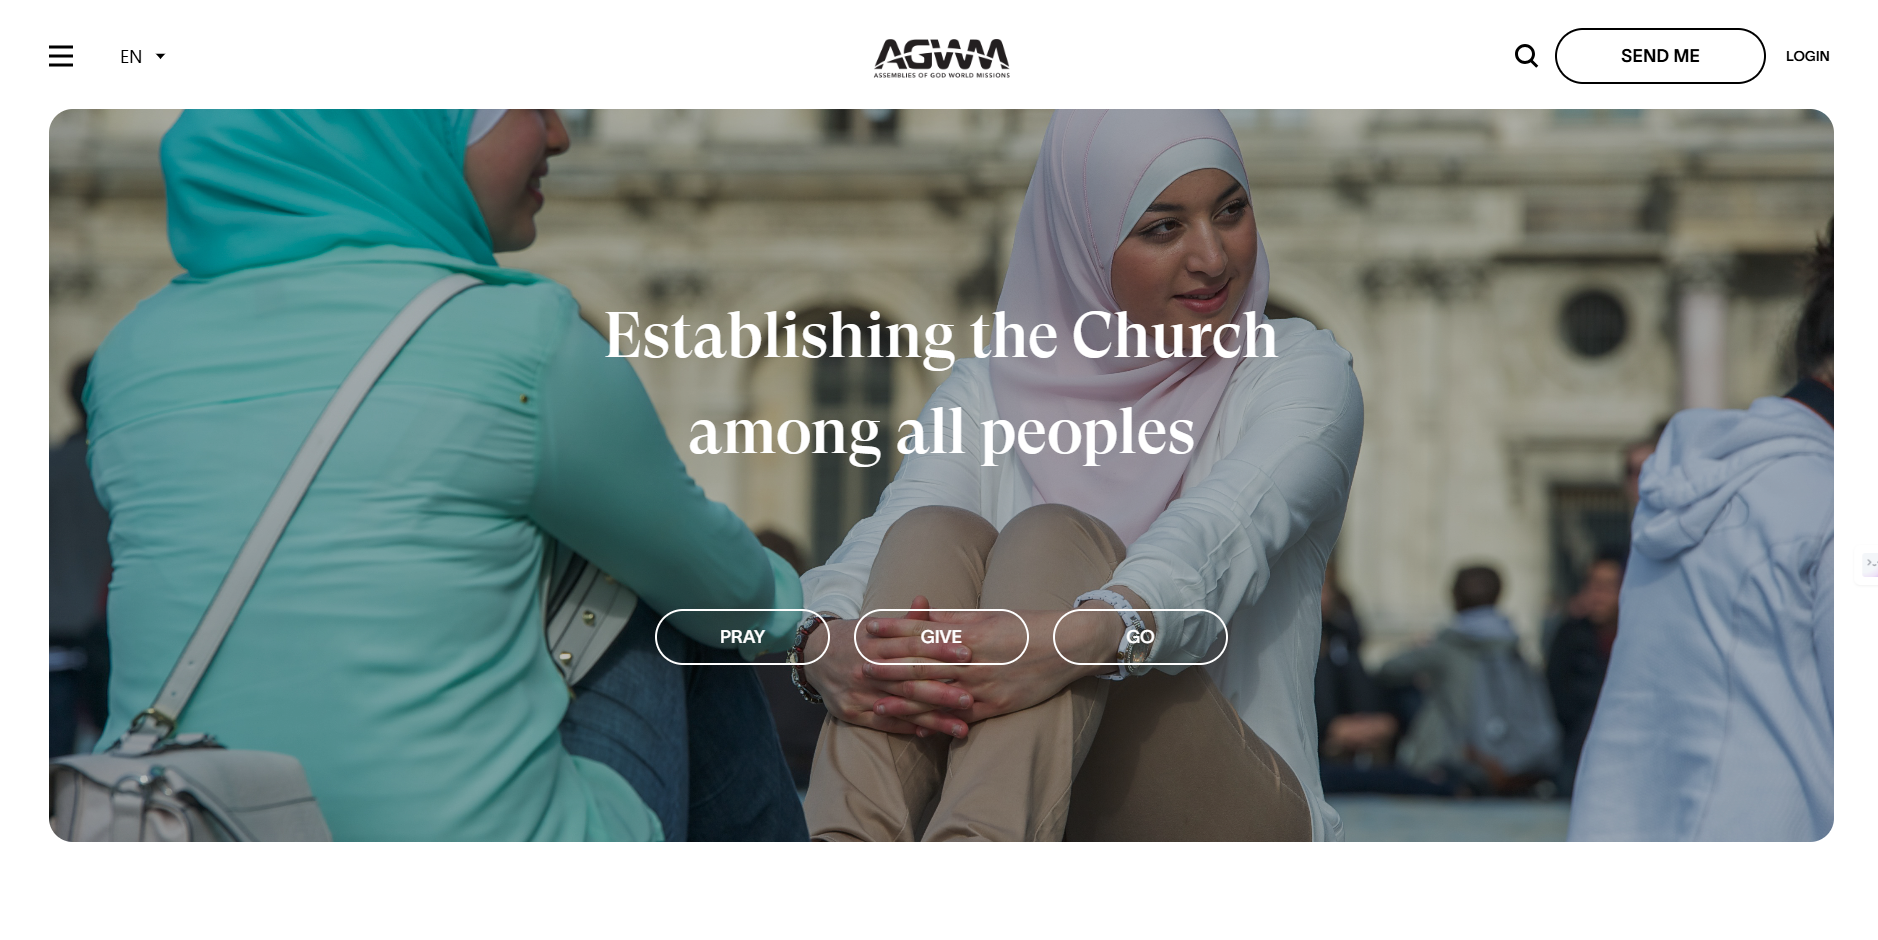 EN
AGWM
ASSEMBLIES OF GOD WORLD MISSIONS
SEND ME
LOGIN
Establishing the Church
among all peoples
PRAY
GIVE
GO